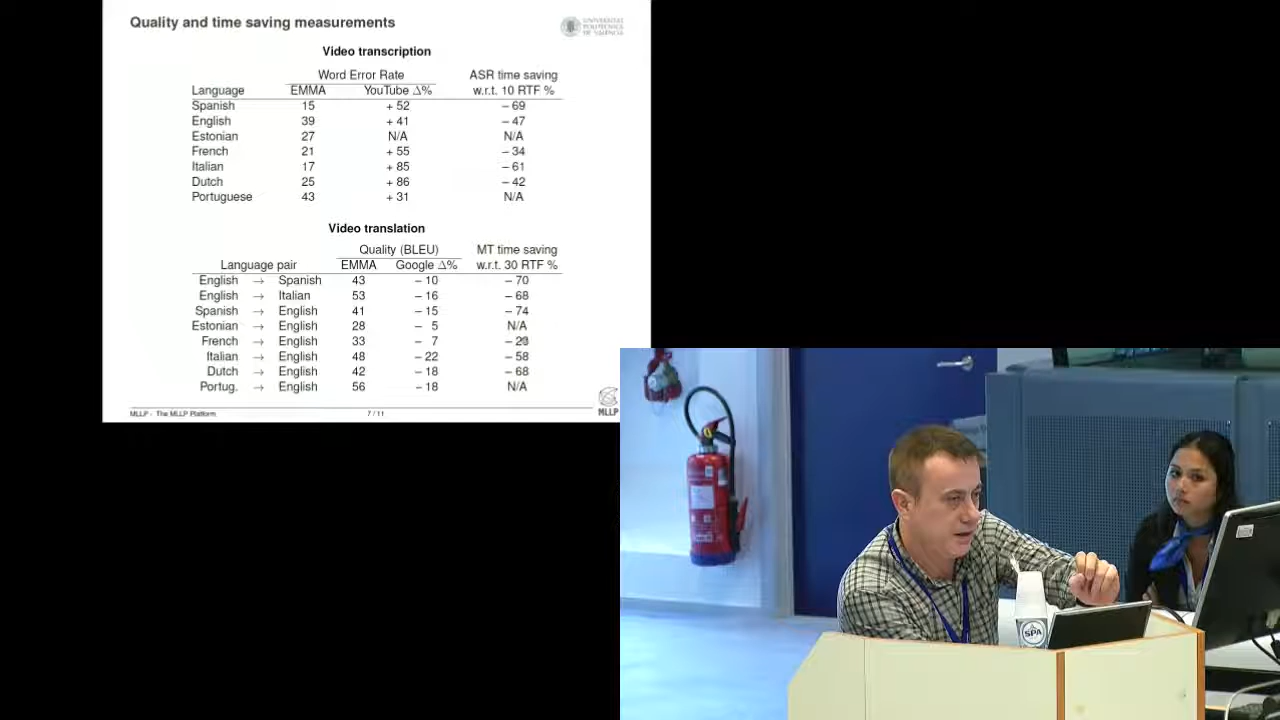 Quality and time saving measurements
UNIVERSITAT
POLITÈCNICA
DE VALÈNCIA
Video transcription
Word Error Rate ASR time saving
Language EMMA YouTube Δ% w.r.t. 10 RTF %
Spanish 15 + 52 – 69
English 39 + 41 – 47
Estonian 27 N/A N/A
French 21 + 55 – 34
Italian 17 + 85 – 61
Dutch 25 + 86 – 42
Portuguese 43 + 31 N/A
Video translation
Quality (BLEU) MT time saving
Language pair EMMA Google Δ% w.r.t. 30 RTF %
English → Spanish 43 – 10 – 70
English → Italian 53 – 16 – 68
Spanish → English 41 – 15 – 74
Estonian → English 28 – 5 N/A
French → English 33 – 7
Italian → English 48 – 22 – 58
Dutch → English 42 – 18 – 68
Portug. → English 56 – 18 N/A
MLLP - The MLLP Platform 7 / 11
MLLP
SPA